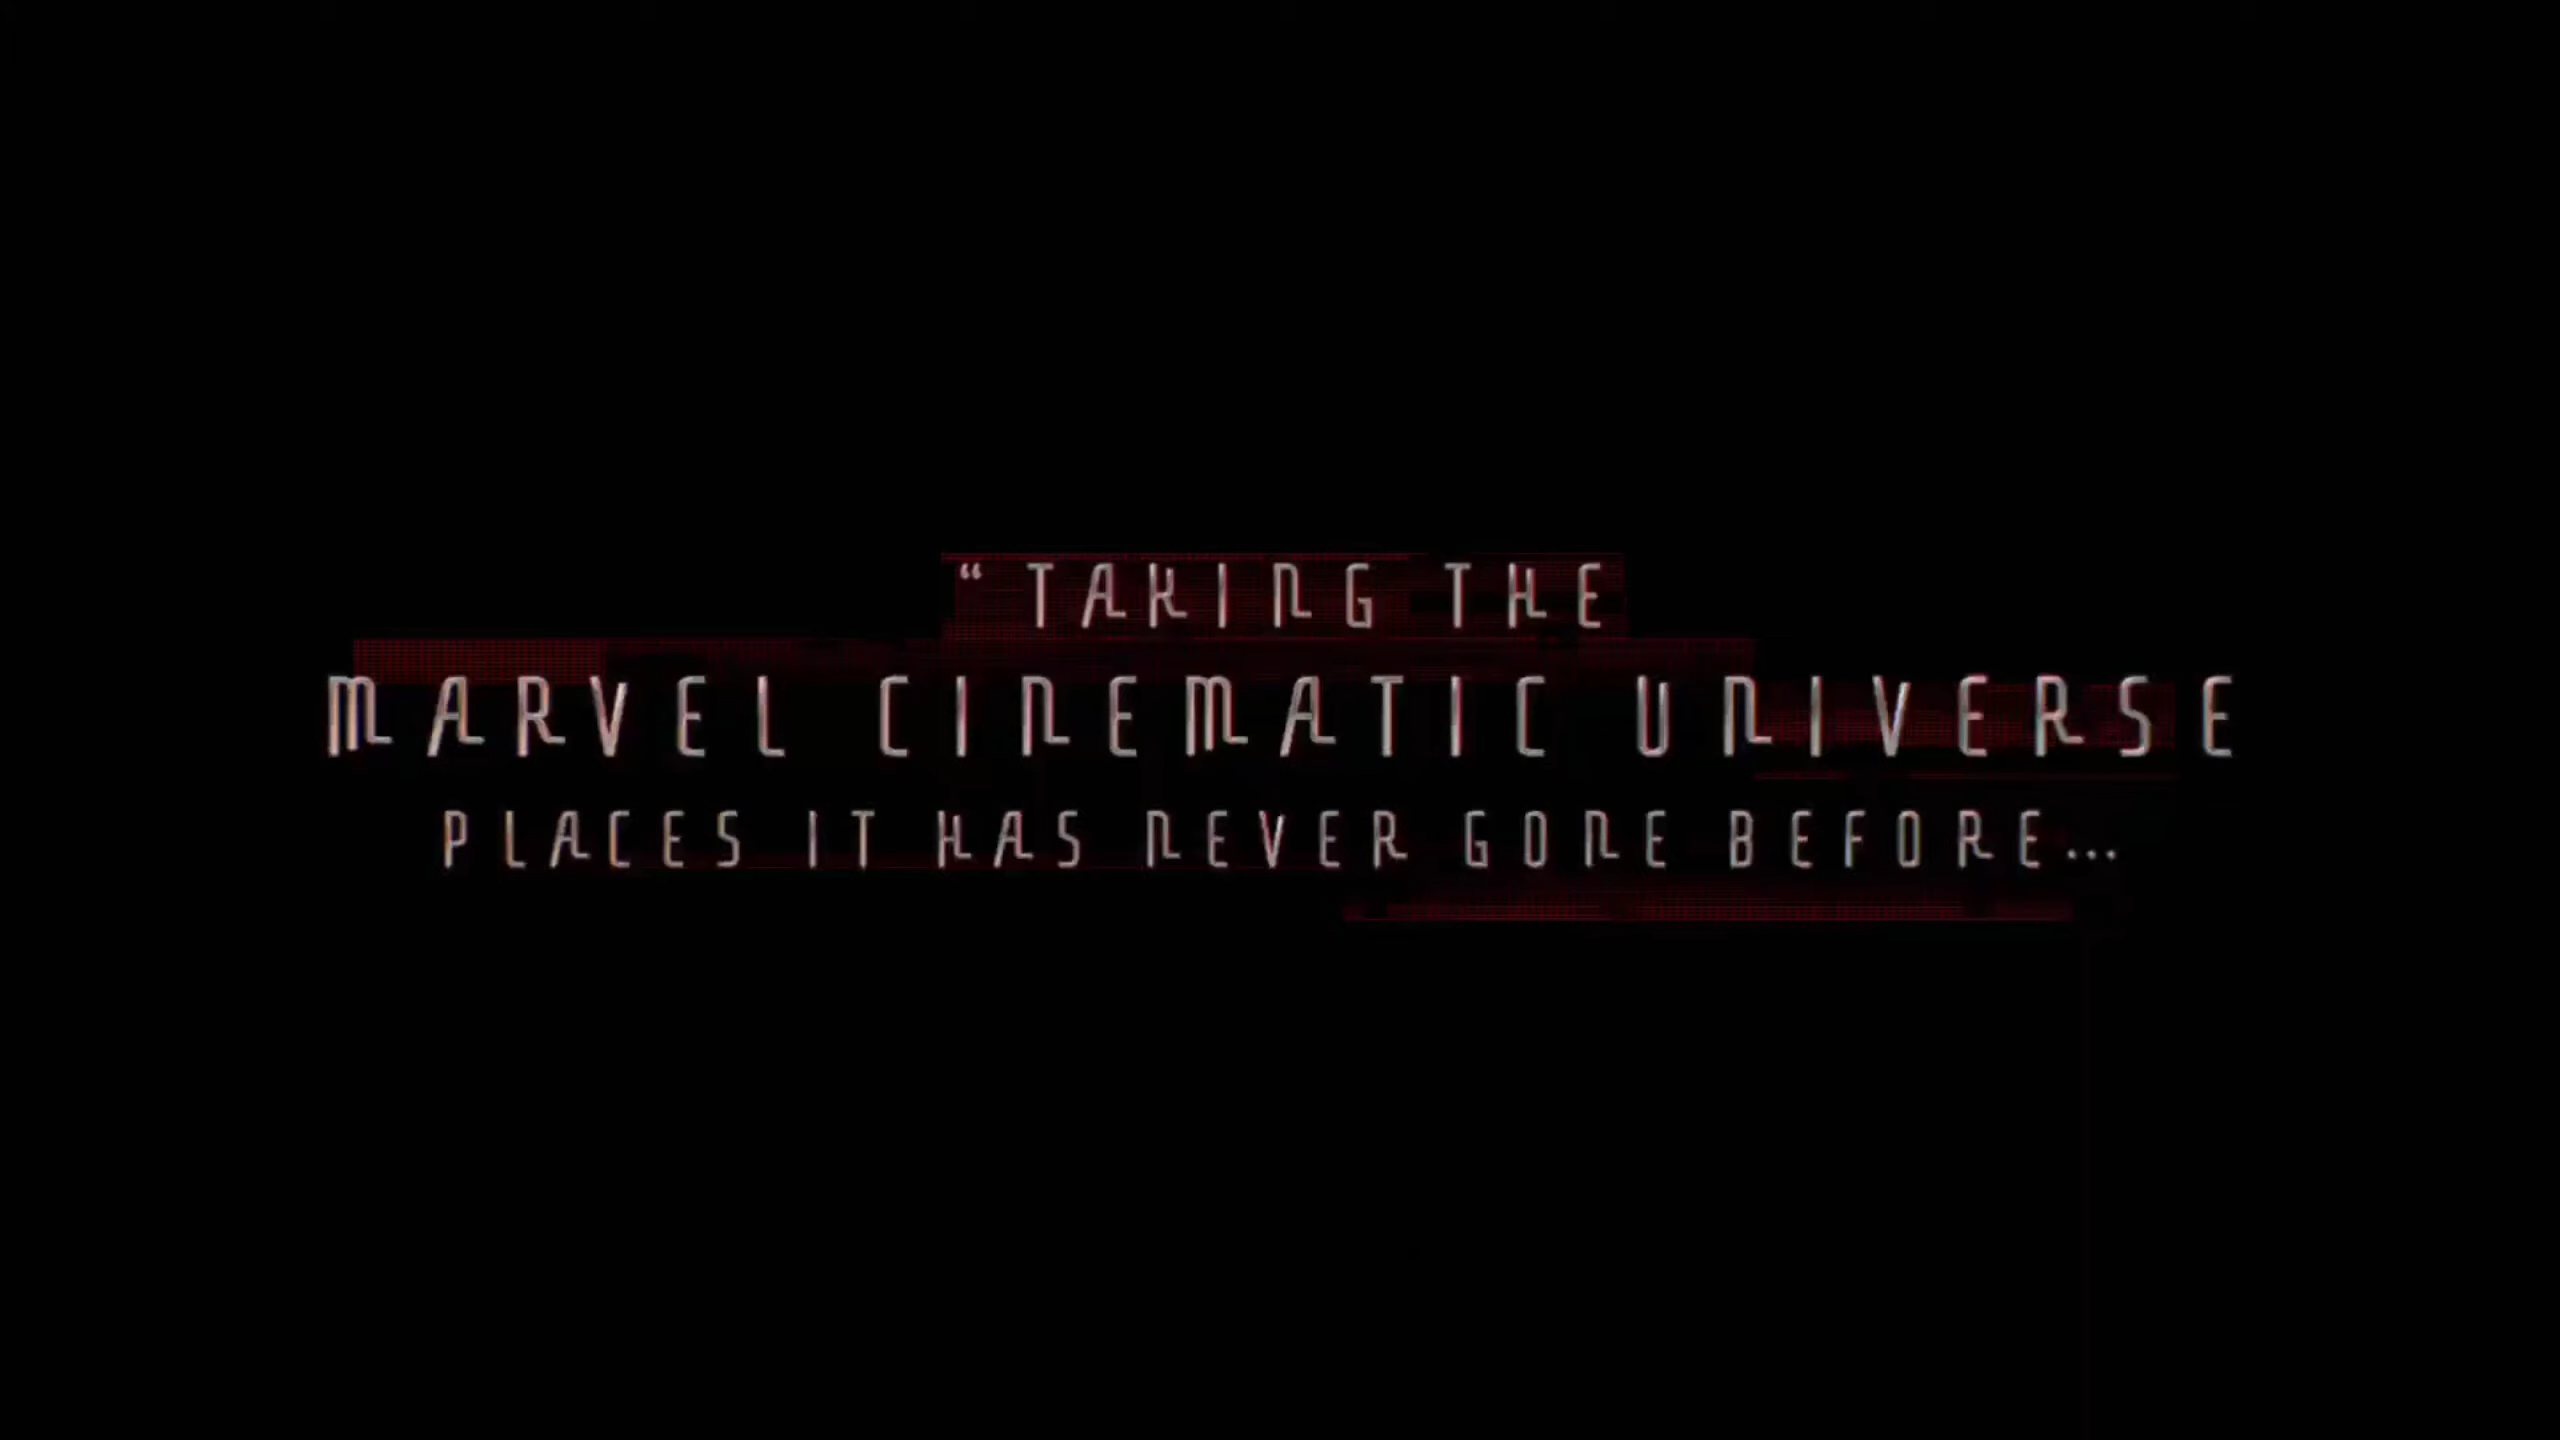 “ TAKING THE
MARVEL CINEMATIC UNIVERSE
PLACES IT HAS NEVER GONE BEFORE...